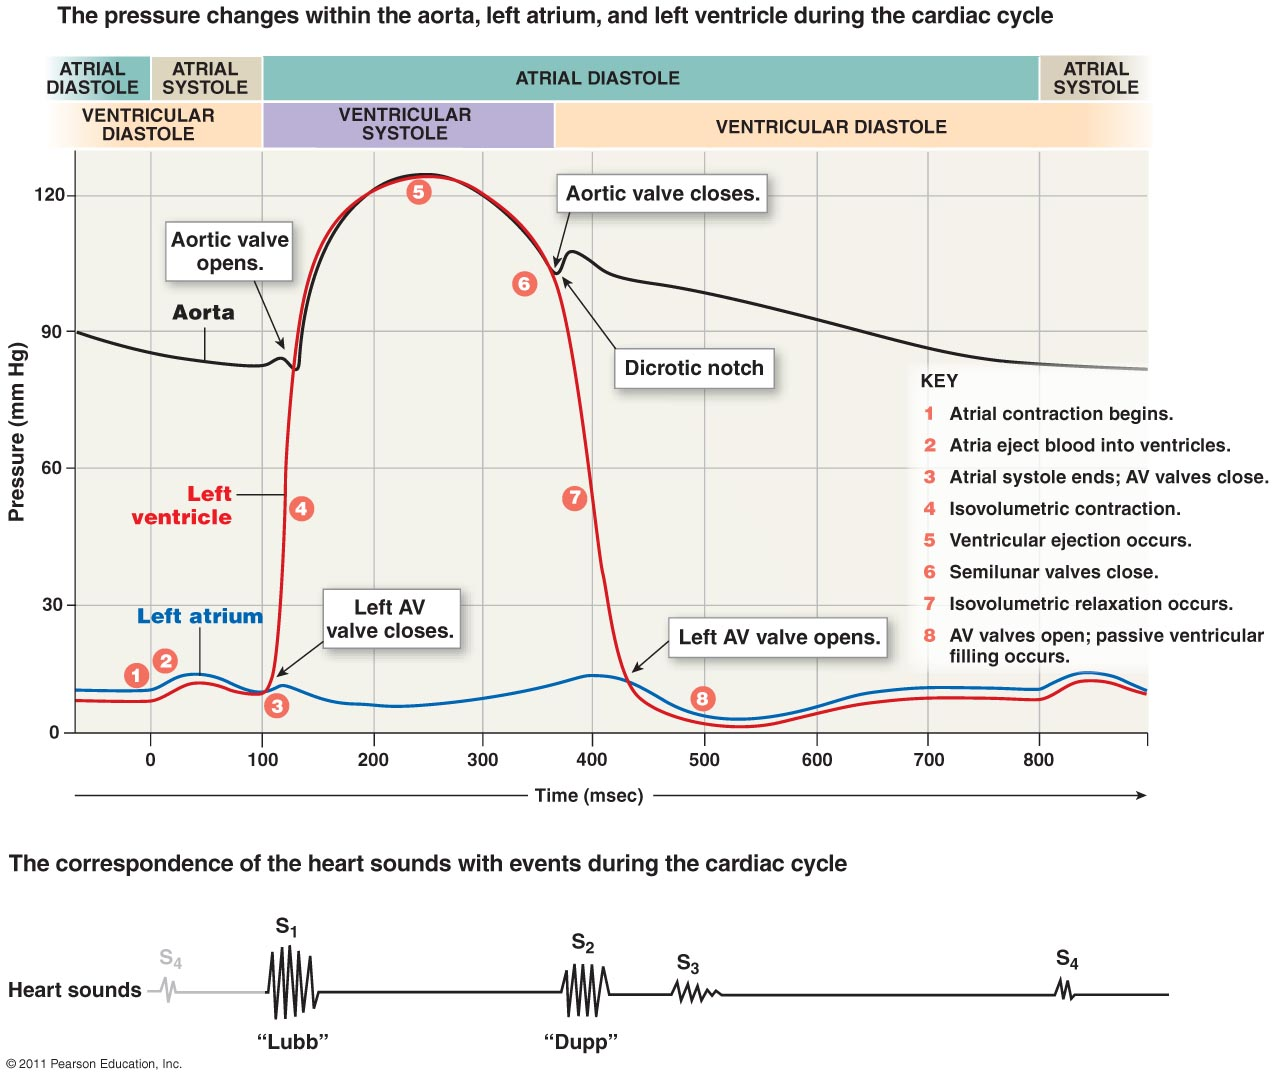 The pressure changes within the aorta, left atrium, and left ventricle during the cardiac cycle
ATRIAL
DIASTOLE
ATRIAL
SYSTOLE
ATRIAL DIASTOLE
ATRIAL
SYSTOLE
VENTRICULAR
DIASTOLE
VENTRICULAR
SYSTOLE
VENTRICULAR DIASTOLE
Pressure (mm Hg)
120
90
60
30
0
Aortic valve
opens.
Aorta
5
Aortic valve closes.
6
Dicrotic notch
Left
ventricle
4
7
Left atrium
Left AV
valve closes.
Left AV valve opens.
1
2
3
8
KEY
1 Atrial contraction begins.
2 Atria eject blood into ventricles.
3 Atrial systole ends; AV valves close.
4 Isovolumetric contraction.
5 Ventricular ejection occurs.
6 Semilunar valves close.
7 Isovolumetric relaxation occurs.
8 AV valves open; passive ventricular
filling occurs.
0 100 200 300 400 500 600 700 800
Time (msec)
The correspondence of the heart sounds with events during the cardiac cycle
S4 S1 S2 S3 S4
Heart sounds
“Lubb” “Dupp”
© 2011 Pearson Education, Inc.